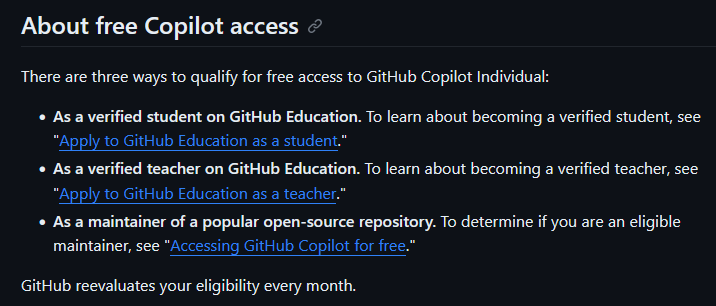 About free Copilot access
There are three ways to qualify for free access to GitHub Copilot Individual:
• As a verified student on GitHub Education. To learn about becoming a verified student, see
"Apply to GitHub Education as a student."
• As a verified teacher on GitHub Education. To learn about becoming a verified teacher, see
"Apply to GitHub Education as a teacher."
• As a maintainer of a popular open-source repository. To determine if you are an eligible
maintainer, see "Accessing GitHub Copilot for free."
GitHub reevaluates your eligibility every month.